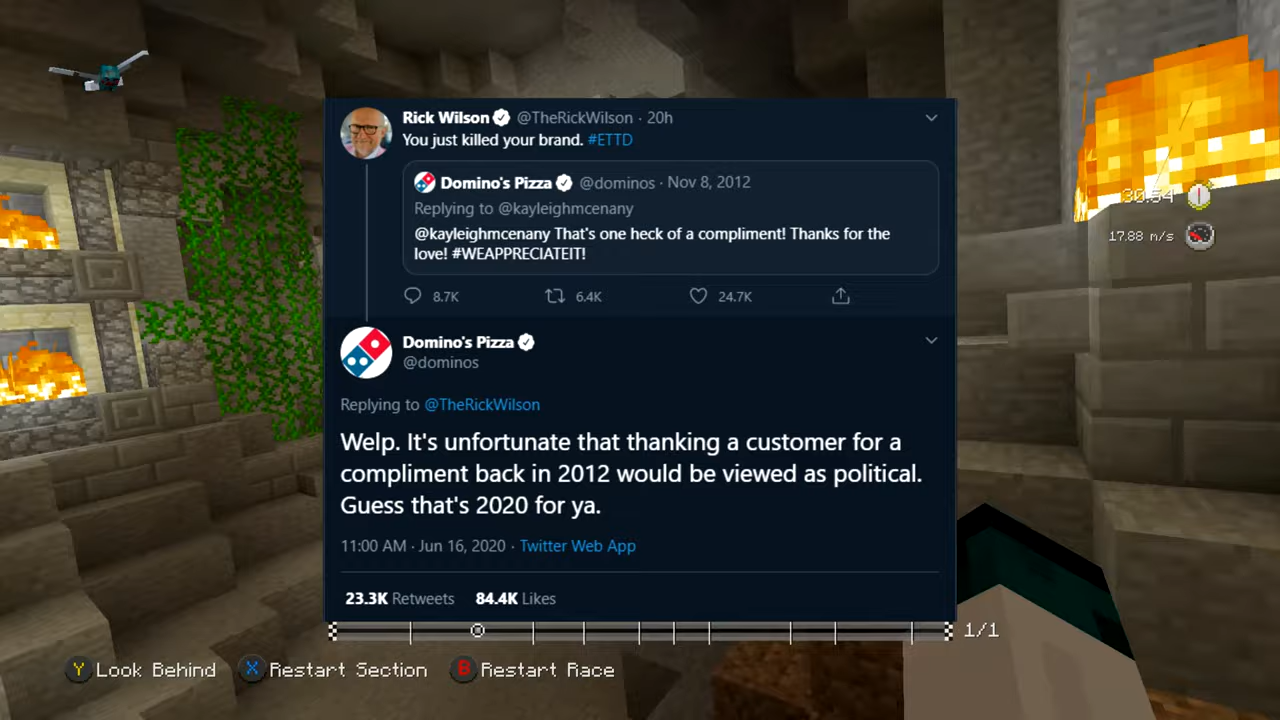 Rick Wilson @TheRickWilson · 20h
You just killed your brand. #ETTD
Domino's Pizza @dominos · Nov 8, 2012
Replying to @kayleighmcenany
@kayleighmcenany That's one heck of a compliment! Thanks for the
love! #WEAPPRECIATEIT!
8.7K 6.4K 24.7K
30.54
17.88 m/s
Domino's Pizza
@dominos
Replying to @TheRickWilson
Welp. It's unfortunate that thanking a customer for a
compliment back in 2012 would be viewed as political.
Guess that's 2020 for ya.
11:00 AM · Jun 16, 2020 · Twitter Web App
23.3K Retweets 84.4K Likes
1/1
Y Look Behind X Restart Section B Restart Race